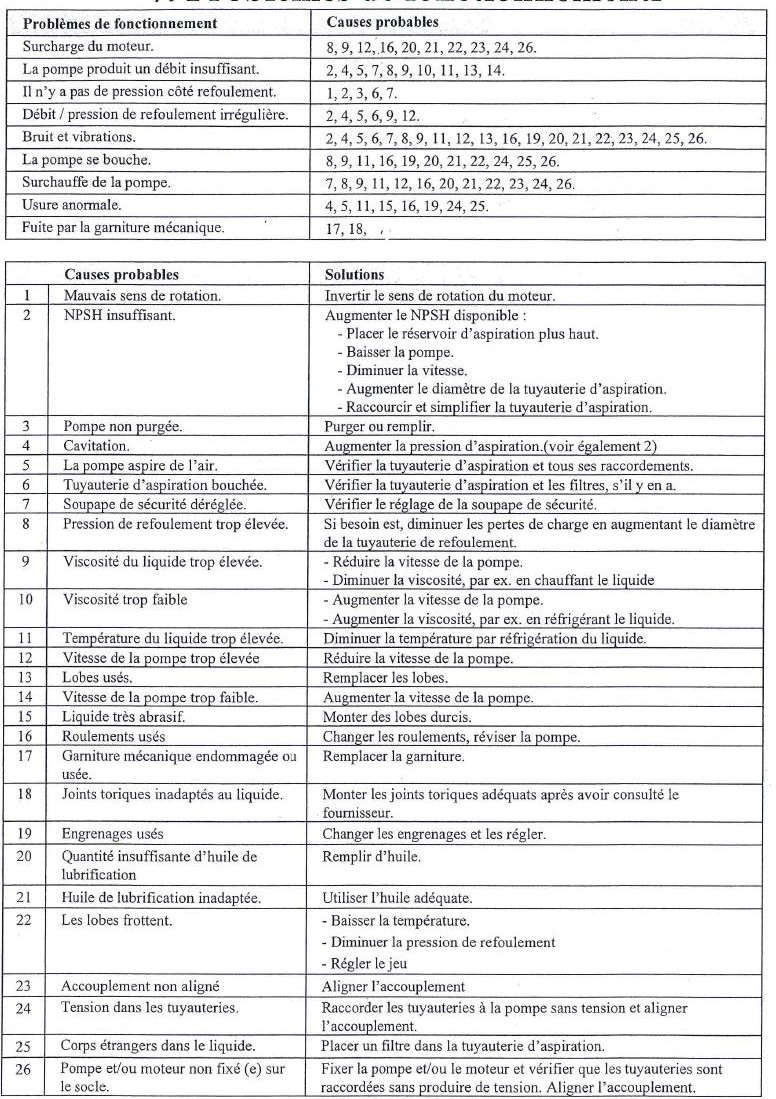 Problèmes de fonctionnement Causes probables
Surcharge du moteur. 8, 9, 12, 16, 20, 21, 22, 23, 24, 26.
La pompe produit un débit insuffisant. 2, 4, 5, 7, 8, 9, 10, 11, 13, 14.
Il n'y a pas de pression côté refoulement. 1, 2, 3, 6, 7.
Débit / pression de refoulement irrégulière. 2, 4, 5, 6, 9, 12.
Bruit et vibrations. 2, 4, 5, 6, 7, 8, 9, 11, 12, 13, 16, 19, 20, 21, 22, 23, 24, 25, 26.
La pompe se bouche. 8, 9, 11, 16, 19, 20, 21, 22, 24, 25, 26.
Surchauffe de la pompe. 7, 8, 9, 11, 12, 16, 20, 21, 22, 23, 24, 26.
Usure anormale. 4, 5, 11, 15, 16, 19, 24, 25.
Fuite par la garniture mécanique. 17, 18,
Causes probables Solutions
1 Mauvais sens de rotation. Invertir le sens de rotation du moteur.
2 NPSH insuffisant. Augmenter le NPSH disponible :
- Placer le réservoir d'aspiration plus haut.
- Baisser la pompe.
- Diminuer la vitesse.
- Augmenter le diamètre de la tuyauterie d'aspiration.
- Raccourcir et simplifier la tuyauterie d'aspiration.
3 Pompe non purgée. Purger ou remplir.
4 Cavitation. Augmenter la pression d'aspiration.(voir également 2)
5 La pompe aspire de l'air. Vérifier la tuyauterie d'aspiration et tous ses raccordements.
6 Tuyauterie d'aspiration bouchée. Vérifier la tuyauterie d'aspiration et les filtres, s'il y en a.
7 Soupape de sécurité déréglée. Vérifier le réglage de la soupape de sécurité.
8 Pression de refoulement trop élevée. Si besoin est, diminuer les pertes de charge en augmentant le diamètre
de la tuyauterie de refoulement.
9 Viscosité du liquide trop élevée. - Réduire la vitesse de la pompe.
- Diminuer la viscosité, par ex. en chauffant le liquide
10 Viscosité trop faible - Augmenter la vitesse de la pompe.
- Augmenter la viscosité, par ex. en réfrigérant le liquide.
11 Température du liquide trop élevée. Diminuer la température par réfrigération du liquide.
12 Vitesse de la pompe trop élevée Réduire la vitesse de la pompe.
13 Lobes usés. Remplacer les lobes.
14 Vitesse de la pompe trop faible. Augmenter la vitesse de la pompe.
15 Liquide très abrasif. Monter des lobes durcis.
16 Roulements usés Changer les roulements, réviser la pompe.
17 Garniture mécanique endommagée ou Remplacer la garniture.
usée.
18 Joints toriques inadaptés au liquide. Monter les joints toriques adéquats après avoir consulté le
fournisseur.
19 Engrenages usés Changer les engrenages et les régler.
20 Quantité insuffisante d'huile de Remplir d'huile.
lubrification
21 Huile de lubrification inadaptée. Utiliser l'huile adéquate.
22 Les lobes frottent. - Baisser la température.
- Diminuer la pression de refoulement
- Régler le jeu
23 Accouplement non aligné Aligner l'accouplement
24 Tension dans les tuyauteries. Raccorder les tuyauteries à la pompe sans tension et aligner
l'accouplement.
25 Corps étrangers dans le liquide. Placer un filtre dans la tuyauterie d'aspiration.
26 Pompe et/ou moteur non fixé (e) sur Fixer la pompe et/ou le moteur et vérifier que les tuyauteries sont
le socle. raccordées sans produire de tension. Aligner l'accouplement.